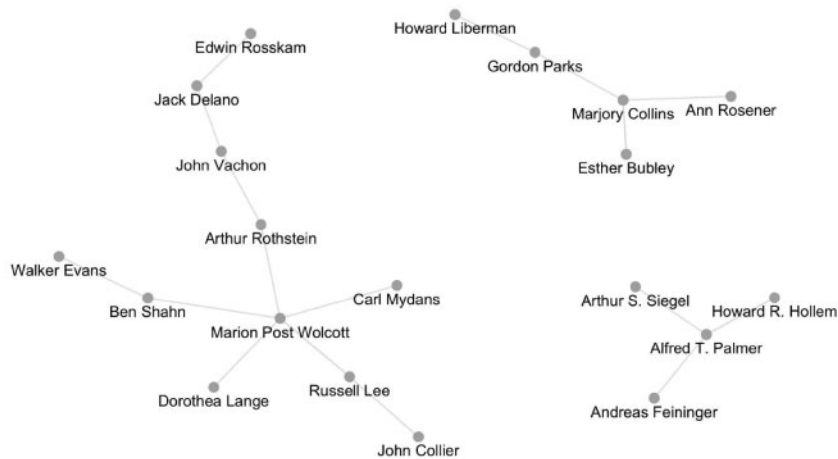 Howard Liberman
Edwin Rosskam
Gordon Parks
Jack Delano
Marjory Collins
Ann Rosener
John Vachon
Esther Bubley
Arthur Rothstein
Walker Evans
Carl Mydans
Arthur S. Siegel
Ben Shahn
Howard R. Hollem
Marion Post Wolcott
Alfred T. Palmer
Dorothea Lange
Russell Lee
Andreas Feininger
John Collier